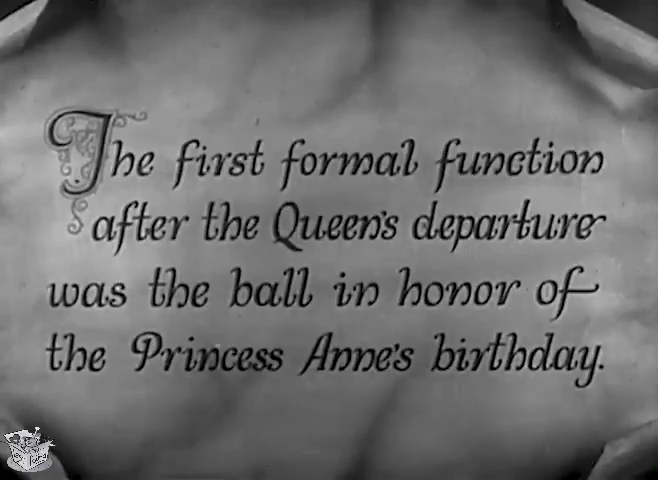 The first formal function
after the Queen's departure
was the ball in honor of
the Princess Anne's birthday.